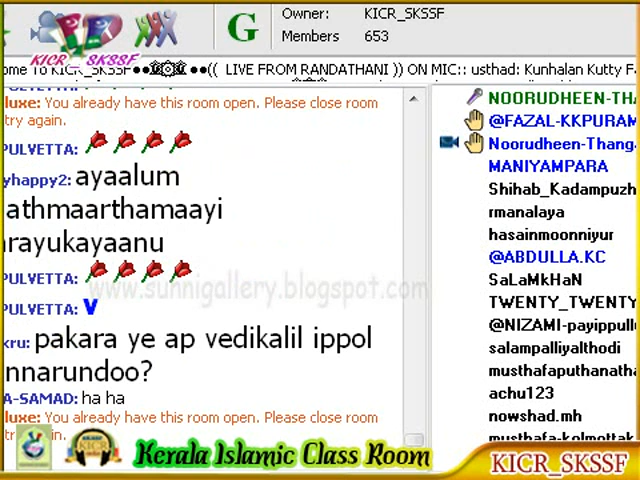 Owner: KICR_SKSSF
Members 653
G
KICR_SKSSF
ome To KICR_SKSSF (( LIVE FROM RANDATHANI )) ON MIC:: usthad: Kunhalan Kutty F
luxe: You already have this room open. Please close room
try again.
PULVETTA:
yhappy2: ayaalum
athmaarthamaayi
arayukayaanu
PULVETTA:
www.sunnigallery.blogspot.com
PULVETTA: V
kru: pakara ye ap vedikalil ippol
nnarundoo?
A-SAMAD: ha ha
luxe: You already have this room open. Please close room
try again.
NOORUDHEEN-THA
@FAZAL-KKPURAM
Noorudheen-Thanga
MANIYAMPARA
Shihab_Kadampuzh
rmanalaya
hasainmoonniyur
@ABDULLA.KC
SaLaMkHaN
TWENTY_TWENTY
@NIZAMI-payippullu
salampalliyalthodi
musthafaputhanatha
achu123
nowshad.mh
musthafa-kolmottak
KICR
Kerala Islamic Class Room
KICR_SKSSF